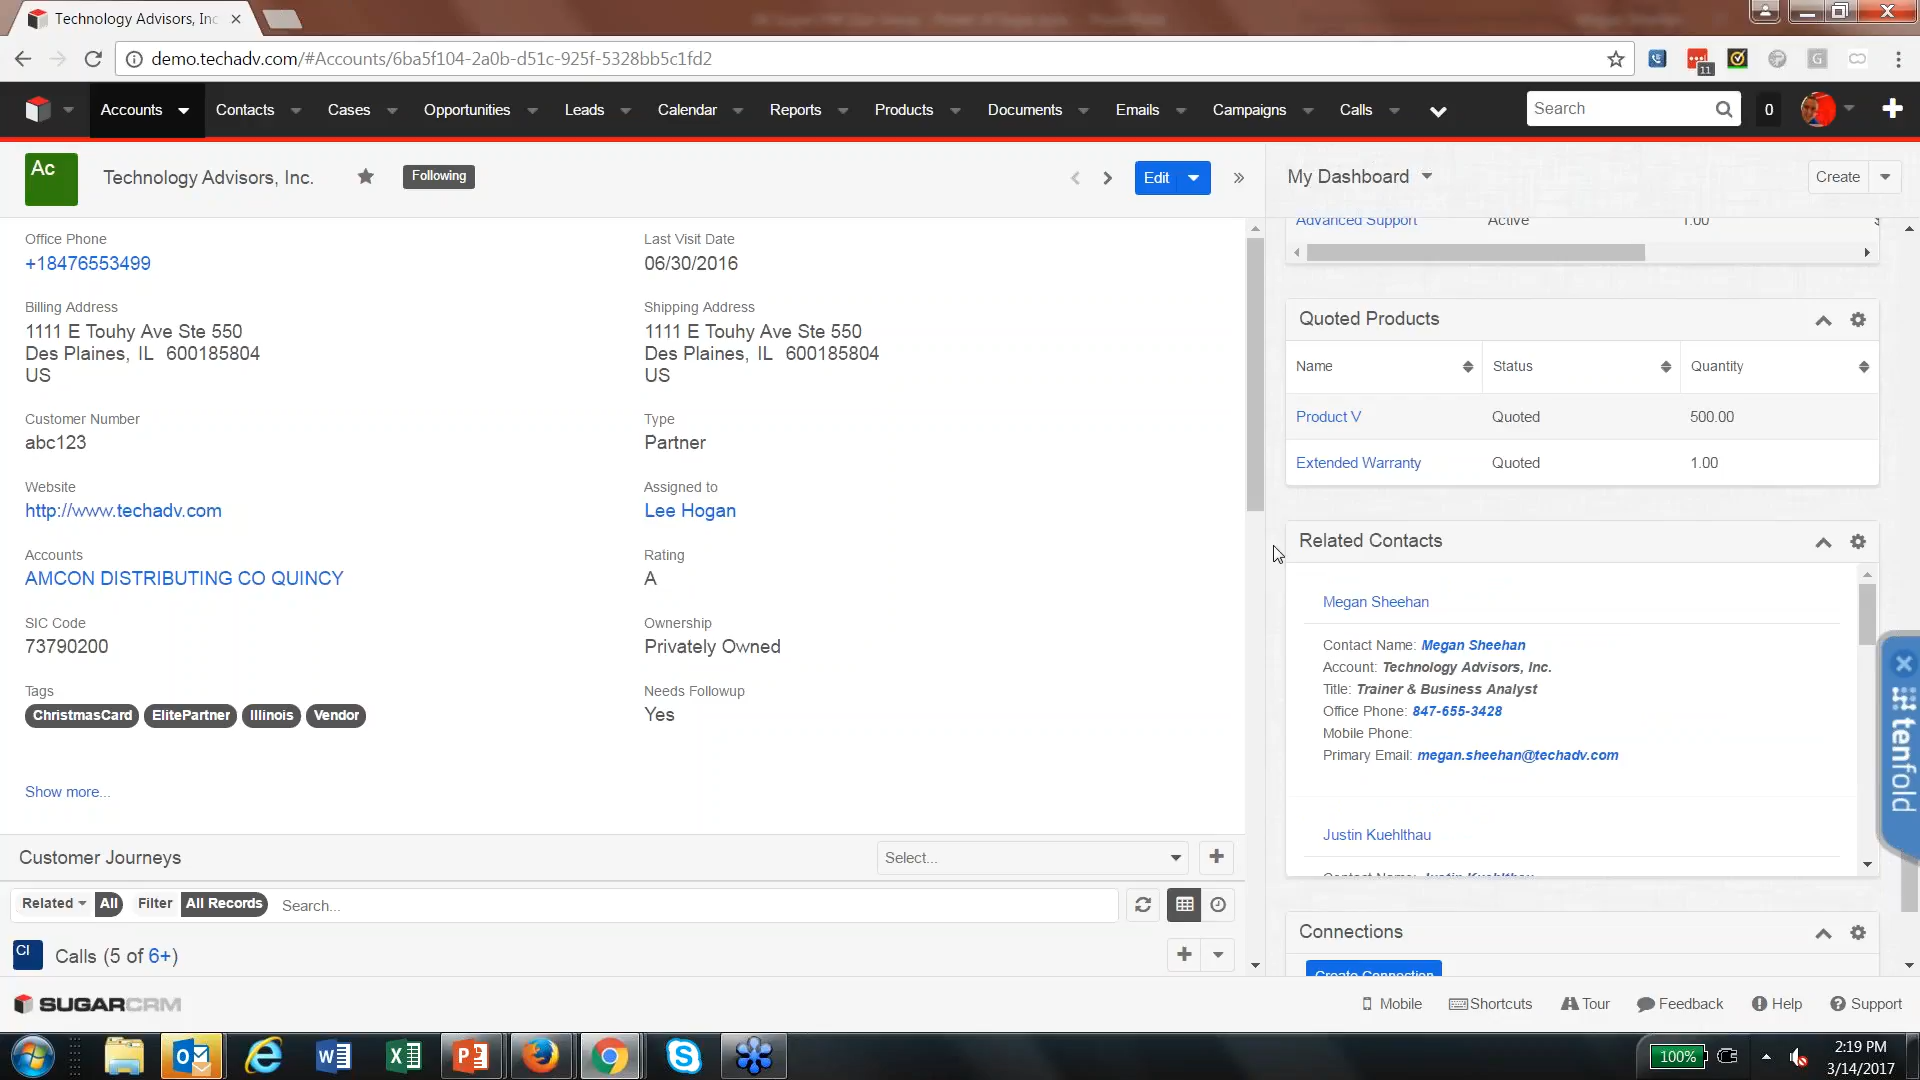 Technology Advisors, Inc
demo.techadv.com/#Accounts/6ba5f104-2a0b-d51c-925f-5328bb5c1fd2
11
Accounts Contacts Cases Opportunities Leads Calendar Reports Products Documents Emails Campaigns Calls Search 0
Ac
Technology Advisors, Inc. Following
Edit
My Dashboard
Create
Office Phone
+18476553499
Last Visit Date
06/30/2016
Billing Address
1111 E Touhy Ave Ste 550
Des Plaines, IL 600185804
US
Shipping Address
1111 E Touhy Ave Ste 550
Des Plaines, IL 600185804
US
Customer Number
abc123
Type
Partner
Website
http://www.techadv.com
Assigned to
Lee Hogan
Accounts
AMCON DISTRIBUTING CO QUINCY
Rating
A
SIC Code
73790200
Ownership
Privately Owned
Tags
ChristmasCard ElitePartner Illinois Vendor
Needs Followup
Yes
Show more...
Customer Journeys Select...
Related All Filter All Records Search...
Cl Calls (5 of 6+)
Advanced Support Active 1.00
Quoted Products
Name Status Quantity
Product V Quoted 500.00
Extended Warranty Quoted 1.00
Related Contacts
Megan Sheehan
Contact Name: Megan Sheehan
Account: Technology Advisors, Inc.
Title: Trainer & Business Analyst
Office Phone: 847-655-3428
Mobile Phone:
Primary Email: megan.sheehan@techadv.com
Justin Kuehlthau
Contact Name: Justin Kuehlthau
Connections
Create Connection
tenfold
SUGARCRM
Mobile Shortcuts Tour Feedback Help Support
100%
2:19 PM
3/14/2017